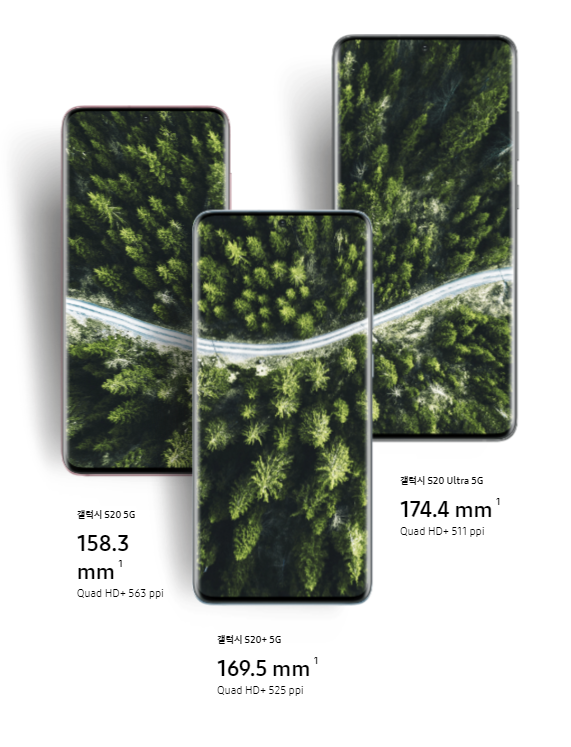 갤럭시 S20 5G
158.3
mm1
Quad HD+ 563 ppi
갤럭시 S20+ 5G
169.5 mm1
Quad HD+ 525 ppi
갤럭시 S20 Ultra 5G
174.4 mm1
Quad HD+ 511 ppi